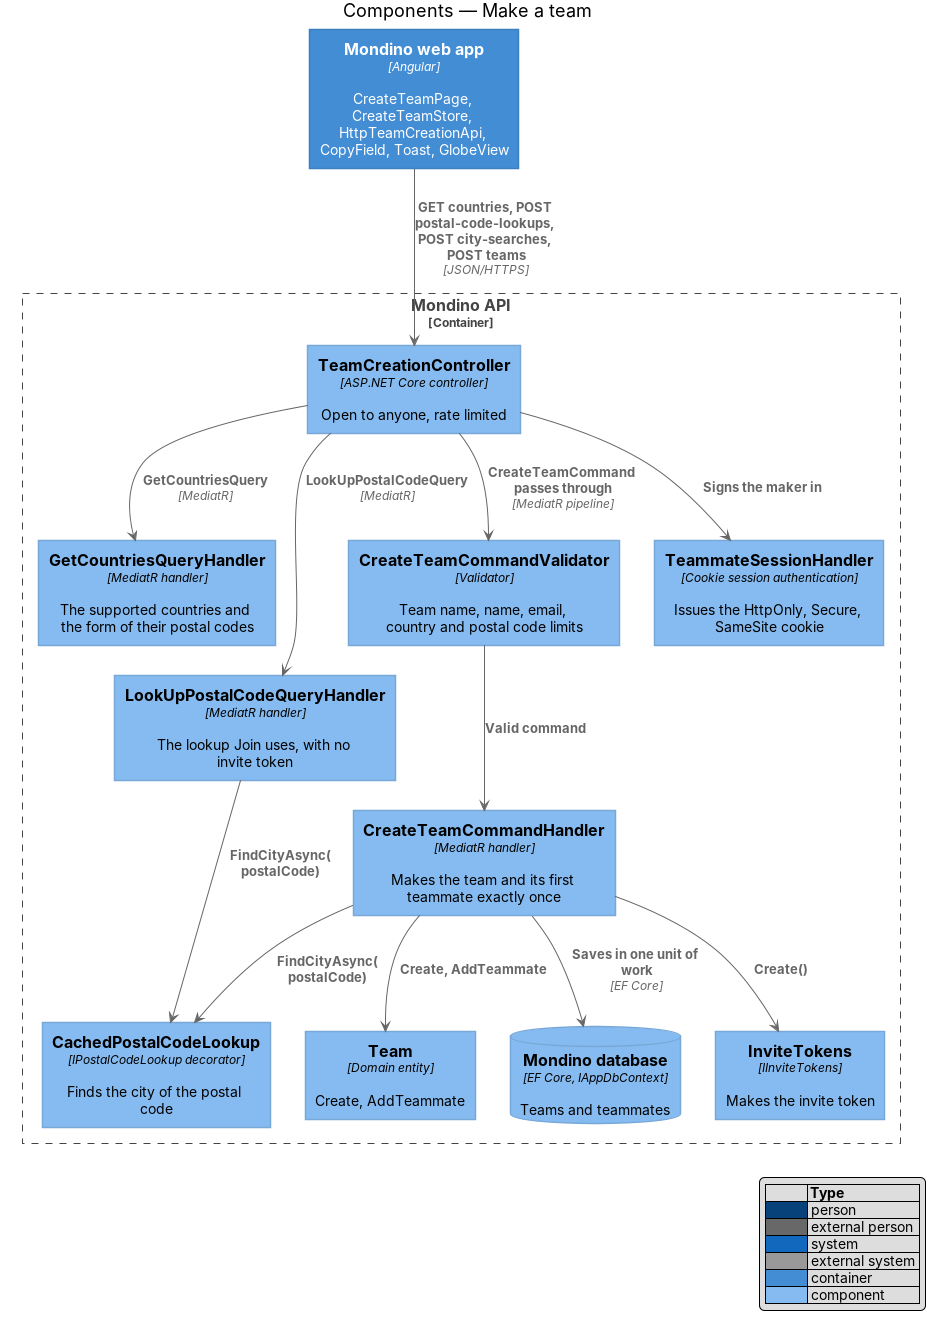 Components — Make a team
Mondino web app
[Angular]
CreateTeamPage,
CreateTeamStore,
HttpTeamCreationApi,
CopyField, Toast, GlobeView
GET countries, POST
postal-code-lookups,
POST city-searches,
POST teams
[JSON/HTTPS]
Mondino API
[Container]
TeamCreationController
[ASP.NET Core controller]
Open to anyone, rate limited
GetCountriesQuery
[MediatR]
LookUpPostalCodeQuery
[MediatR]
CreateTeamCommand
passes through
[MediatR pipeline]
Signs the maker in
GetCountriesQueryHandler
[MediatR handler]
The supported countries and
the form of their postal codes
CreateTeamCommandValidator
[Validator]
Team name, name, email,
country and postal code limits
TeammateSessionHandler
[Cookie session authentication]
Issues the HttpOnly, Secure,
SameSite cookie
LookUpPostalCodeQueryHandler
[MediatR handler]
The lookup Join uses, with no
invite token
Valid command
CreateTeamCommandHandler
[MediatR handler]
Makes the team and its first
teammate exactly once
FindCityAsync(
postalCode)
FindCityAsync(
postalCode)
Create, AddTeammate
Saves in one unit of
work
[EF Core]
Create()
CachedPostalCodeLookup
[IPostalCodeLookup decorator]
Finds the city of the postal
code
Team
[Domain entity]
Create, AddTeammate
Mondino database
[EF Core, IAppDbContext]
Teams and teammates
InviteTokens
[IInviteTokens]
Makes the invite token
Type
person
external person
system
external system
container
component